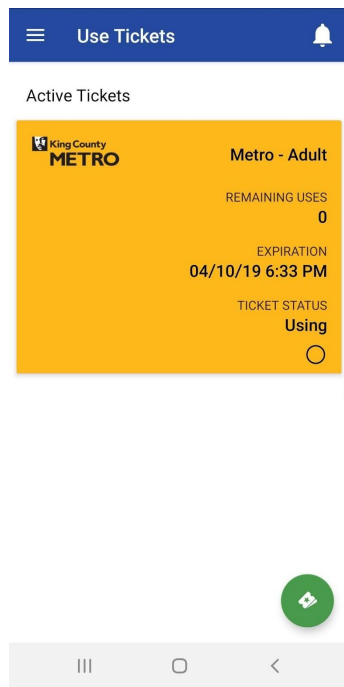 Use Tickets
Active Tickets
King County
METRO
Metro - Adult
REMAINING USES
0
EXPIRATION
04/10/19 6:33 PM
TICKET STATUS
Using